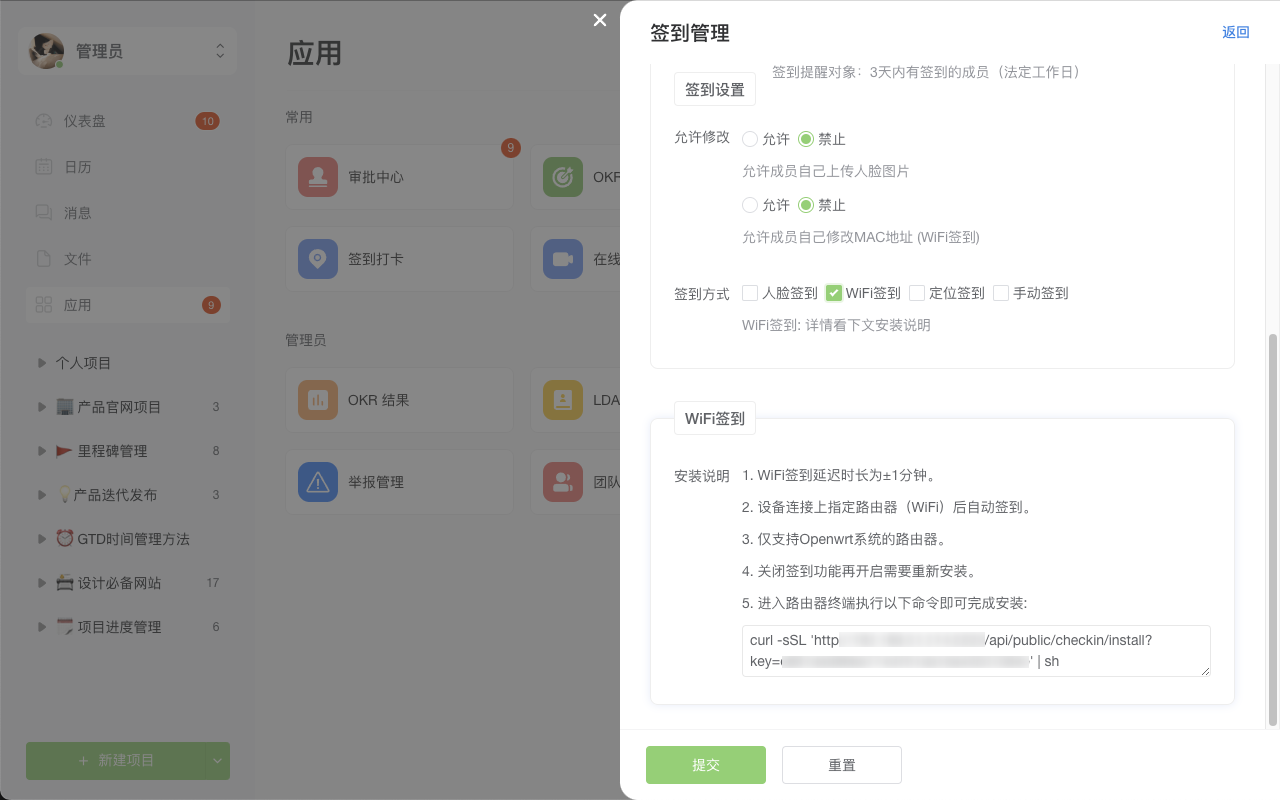 管理员
仪表盘
10
日历
消息
文件
应用
9
个人项目
产品官网项目
3
里程碑管理
8
产品迭代发布
3
GTD时间管理方法
设计必备网站
17
项目进度管理
6
新建项目
应用
常用
审批中心
9
OKR
签到打卡
在线
管理员
OKR 结果
LDA
举报管理
团队
签到管理
返回
签到提醒对象：3天内有签到的成员（法定工作日）
签到设置
允许修改
允许
禁止
允许成员自己上传人脸图片
允许
禁止
允许成员自己修改MAC地址 (WiFi签到)
签到方式
人脸签到
WiFi签到
定位签到
手动签到
WiFi签到: 详情看下文安装说明
WiFi签到
安装说明
1. WiFi签到延迟时长为±1分钟。
2. 设备连接上指定路由器（WiFi）后自动签到。
3. 仅支持Openwrt系统的路由器。
4. 关闭签到功能再开启需要重新安装。
5. 进入路由器终端执行以下命令即可完成安装:
curl -sSL 'http /api/public/checkin/install?
key= ' | sh
提交
重置